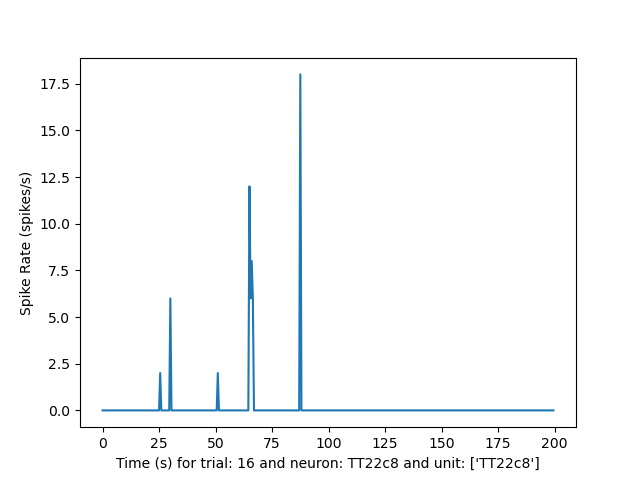 17.5
15.0
12.5
10.0
7.5
5.0
2.5
0.0
Spike Rate (spikes/s)
0 25 50 75 100 125 150 175 200
Time (s) for trial: 16 and neuron: TT22c8 and unit: ['TT22c8']